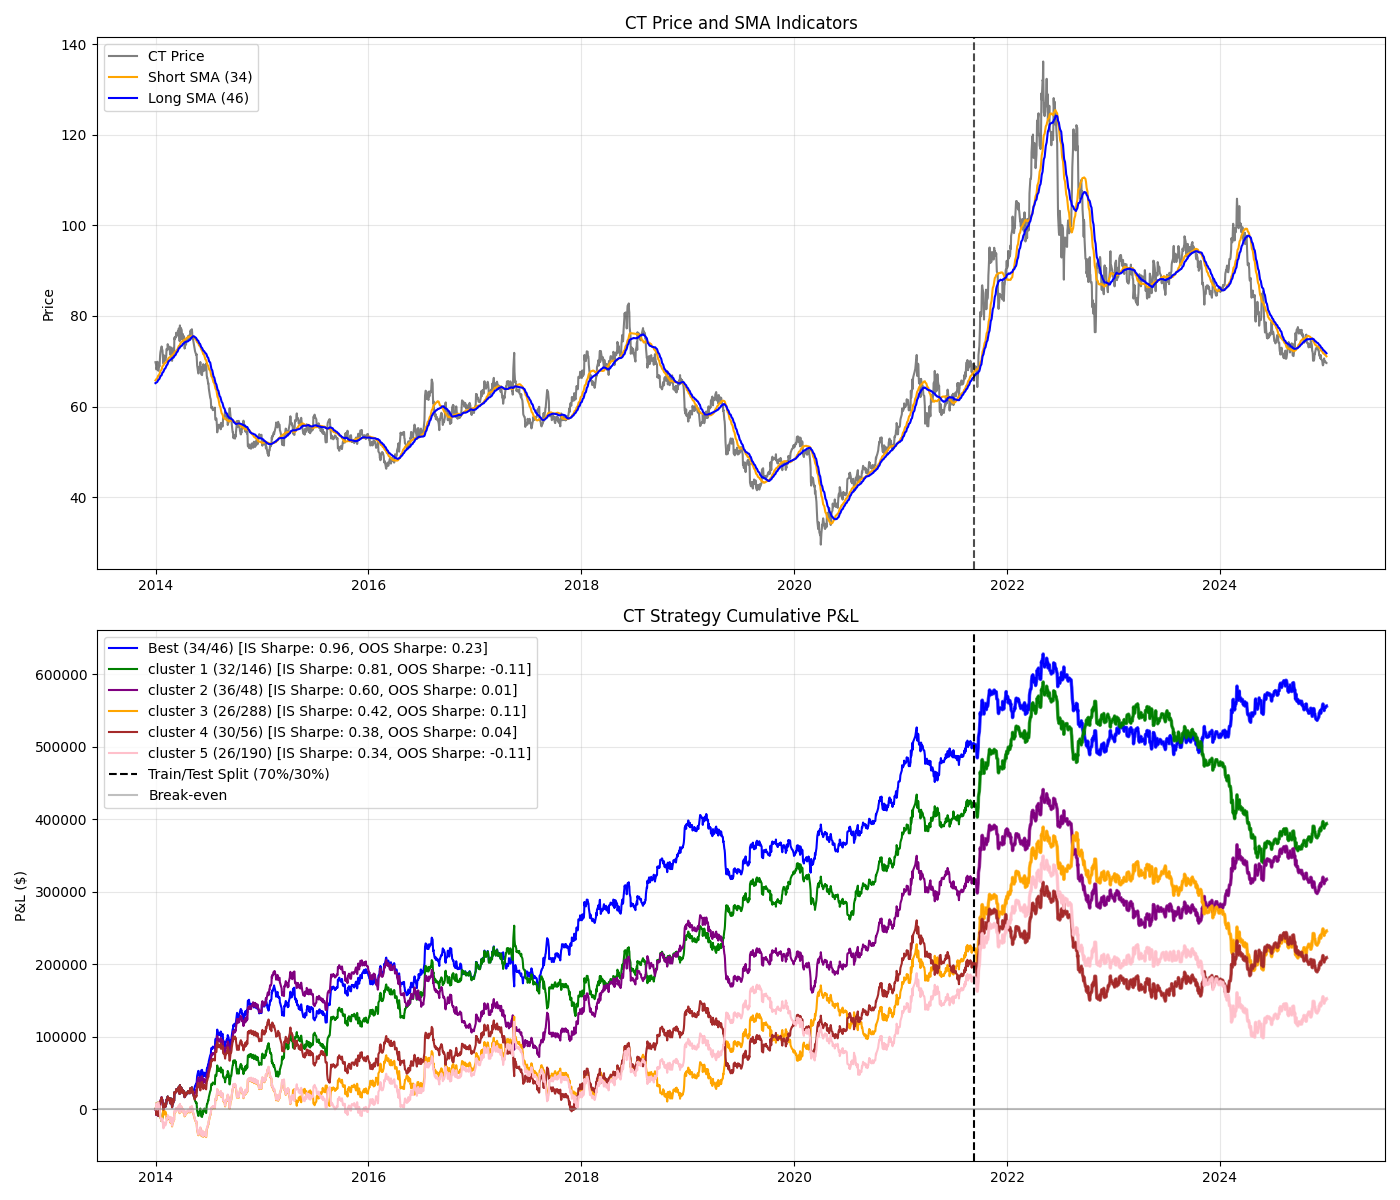 CT Price and SMA Indicators
CT Price
Short SMA (34)
Long SMA (46)
Price
140
120
100
80
60
40
2014
2016
2018
2020
2022
2024
CT Strategy Cumulative P&L
Best (34/46) [IS Sharpe: 0.96, OOS Sharpe: 0.23]
cluster 1 (32/146) [IS Sharpe: 0.81, OOS Sharpe: -0.11]
cluster 2 (36/48) [IS Sharpe: 0.60, OOS Sharpe: 0.01]
cluster 3 (26/288) [IS Sharpe: 0.42, OOS Sharpe: 0.11]
cluster 4 (30/56) [IS Sharpe: 0.38, OOS Sharpe: 0.04]
cluster 5 (26/190) [IS Sharpe: 0.34, OOS Sharpe: -0.11]
Train/Test Split (70%/30%)
Break-even
P&L ($)
600000
500000
400000
300000
200000
100000
0
2014
2016
2018
2020
2022
2024